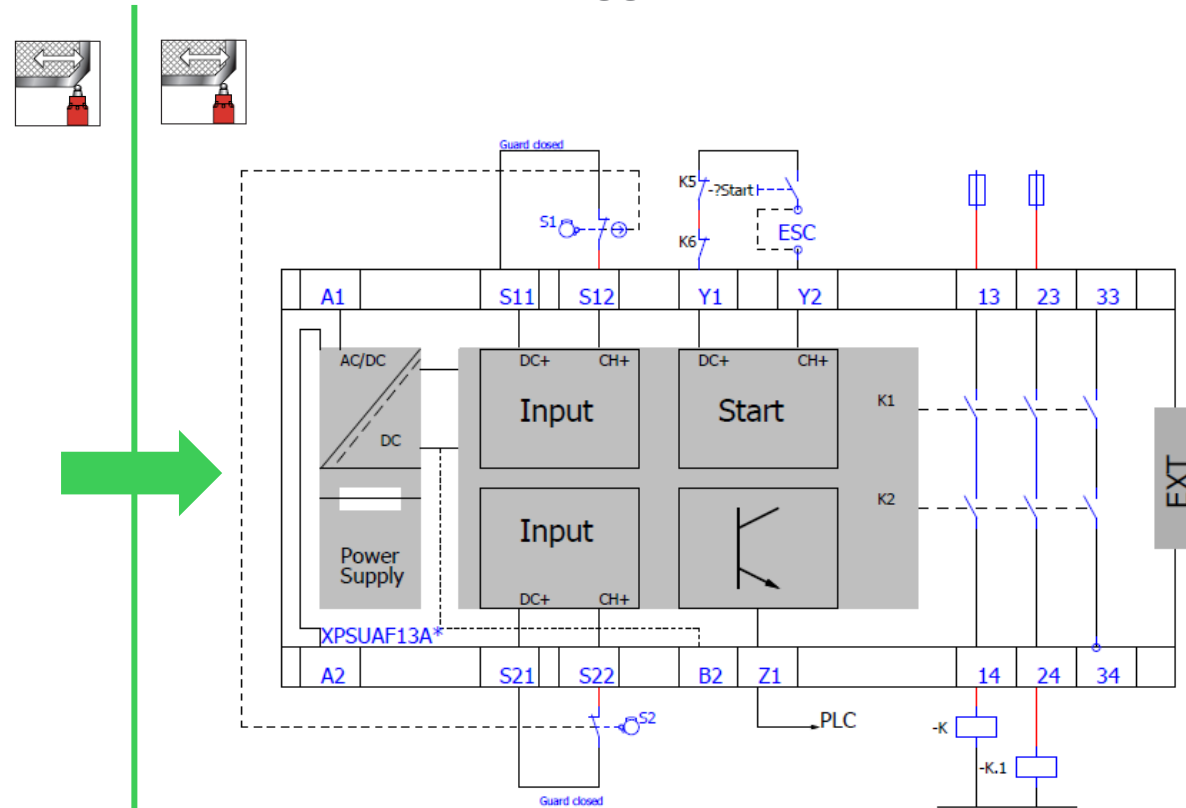 Guard closed
K5
-?Start
S1
K6
ESC
A1
S11
S12
Y1
Y2
13
23
33
AC/DC
DC+
CH+
DC+
CH+
Input
Start
K1
DC
EXT
K2
Input
Power
Supply
DC+
CH+
XPSUAF13A*
A2
S21
S22
B2
Z1
14
24
34
S2
PLC
-K
-K.1
Guard closed